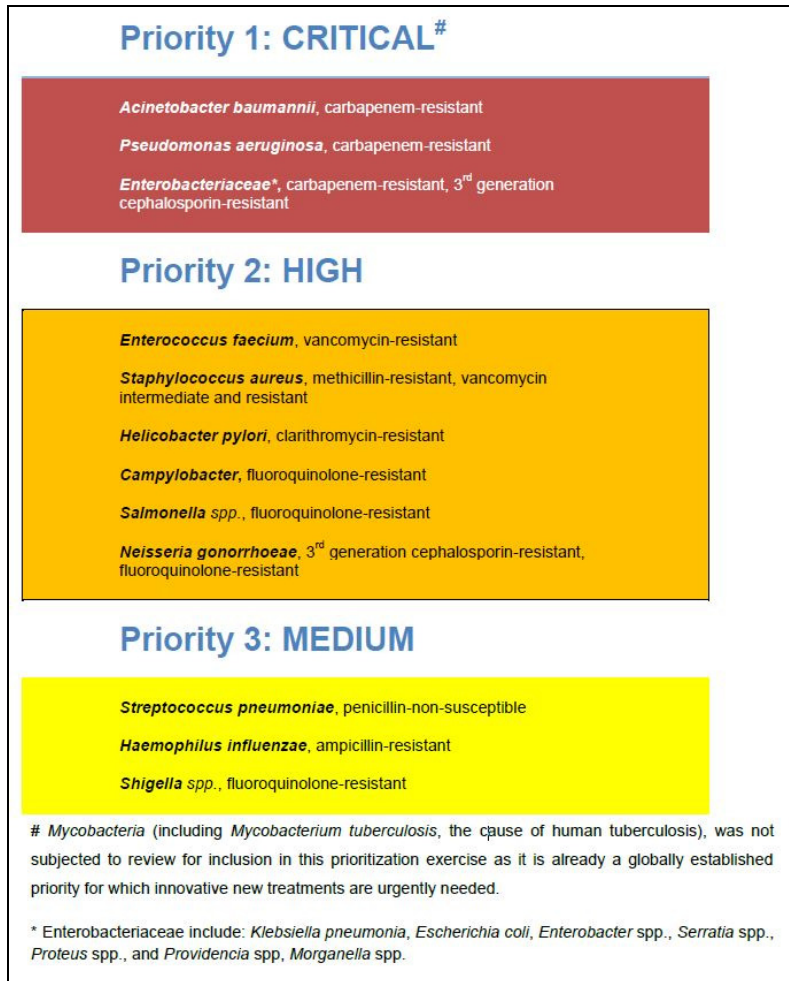 Priority 1: CRITICAL#
Acinetobacter baumannii, carbapenem-resistant
Pseudomonas aeruginosa, carbapenem-resistant
Enterobacteriaceae*, carbapenem-resistant, 3rd generation
cephalosporin-resistant
Priority 2: HIGH
Enterococcus faecium, vancomycin-resistant
Staphylococcus aureus, methicillin-resistant, vancomycin
intermediate and resistant
Helicobacter pylori, clarithromycin-resistant
Campylobacter, fluoroquinolone-resistant
Salmonella spp., fluoroquinolone-resistant
Neisseria gonorrhoeae, 3rd generation cephalosporin-resistant,
fluoroquinolone-resistant
Priority 3: MEDIUM
Streptococcus pneumoniae, penicillin-non-susceptible
Haemophilus influenzae, ampicillin-resistant
Shigella spp., fluoroquinolone-resistant
# Mycobacteria (including Mycobacterium tuberculosis, the cause of human tuberculosis), was not
subjected to review for inclusion in this prioritization exercise as it is already a globally established
priority for which innovative new treatments are urgently needed.
* Enterobacteriaceae include: Klebsiella pneumonia, Escherichia coli, Enterobacter spp., Serratia spp.,
Proteus spp., and Providencia spp, Morganella spp.